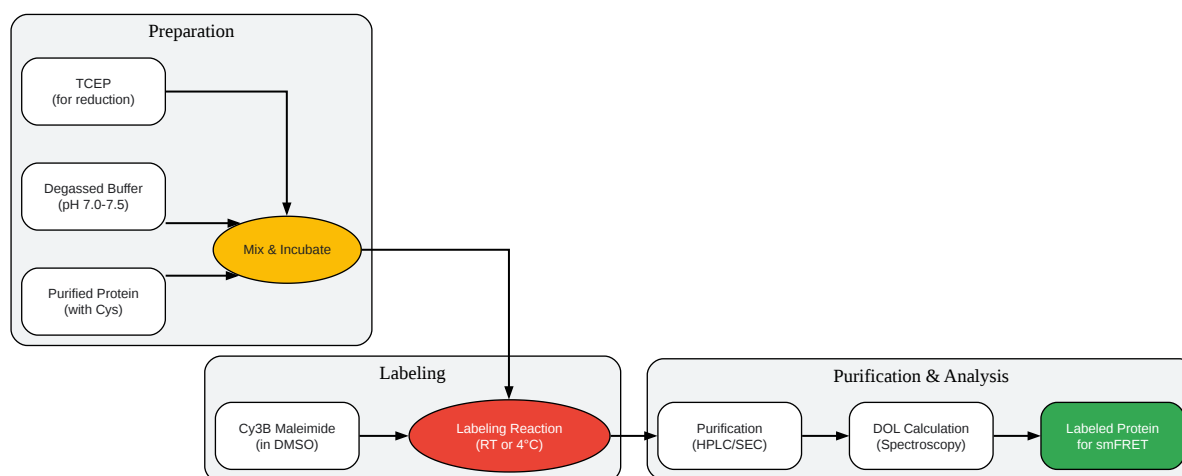 Preparation
TCEP
(for reduction)
Degassed Buffer
(pH 7.0-7.5)
Mix & Incubate
Purified Protein
(with Cys)
Labeling
Cy3B Maleimide
(in DMSO)
Labeling Reaction
(RT or 4°C)
Purification & Analysis
Purification
(HPLC/SEC)
DOL Calculation
(Spectroscopy)
Labeled Protein
for smFRET